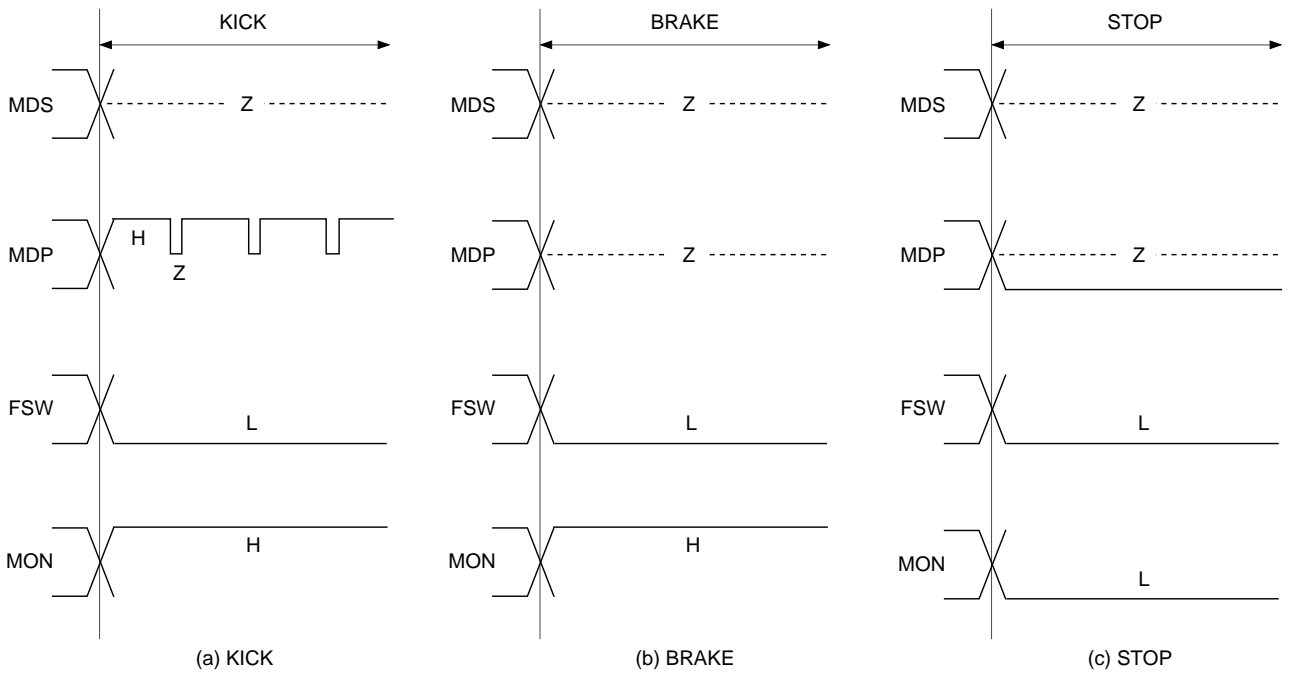 KICK
MDS
Z
MDP
H
Z
FSW
L
MON
H
(a) KICK
BRAKE
MDS
Z
MDP
Z
FSW
L
MON
H
(b) BRAKE
STOP
MDS
Z
MDP
Z
FSW
L
MON
L
(c) STOP